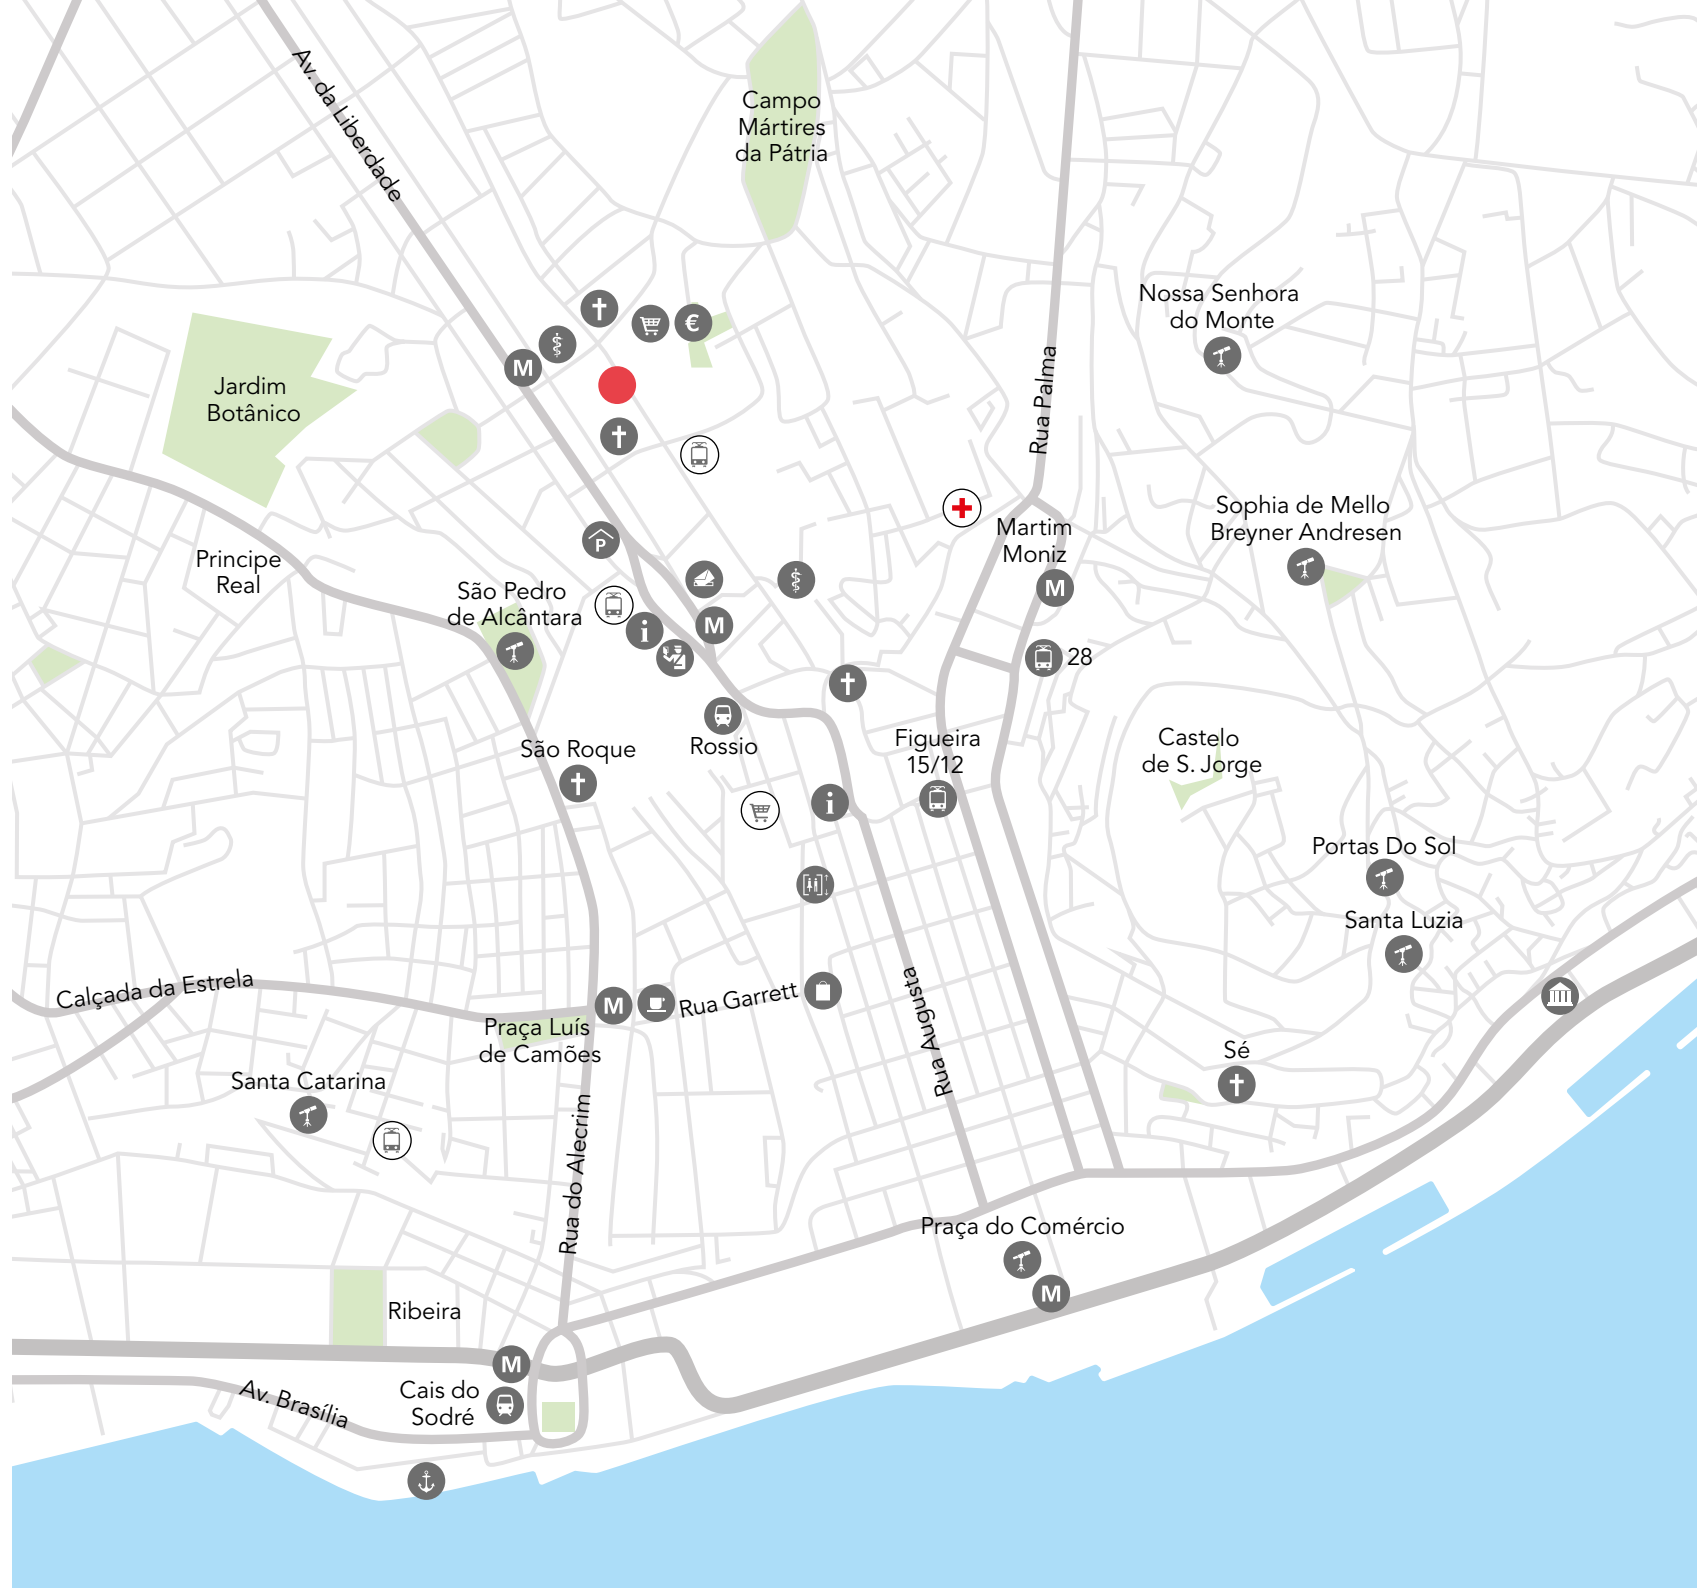 Av. da Liberdade
Campo
Mártires
da Pátria
Nossa Senhora
do Monte
€
M
Jardim
Botânico
Rua Palma
Sophia de Mello
Breyner Andresen
Martim
Moniz
P
Principe
Real
São Pedro
de Alcântara
M
i
M
28
São Roque
Rossio
Figueira
15/12
Castelo
de S. Jorge
i
Portas Do Sol
Santa Luzia
Calçada da Estrela
M
Rua Garrett
Rua Augusta
Praça Luís
de Camões
Sé
Santa Catarina
Rua do Alecrim
Praça do Comércio
M
Ribeira
M
Cais do
Sodré
Av. Brasília